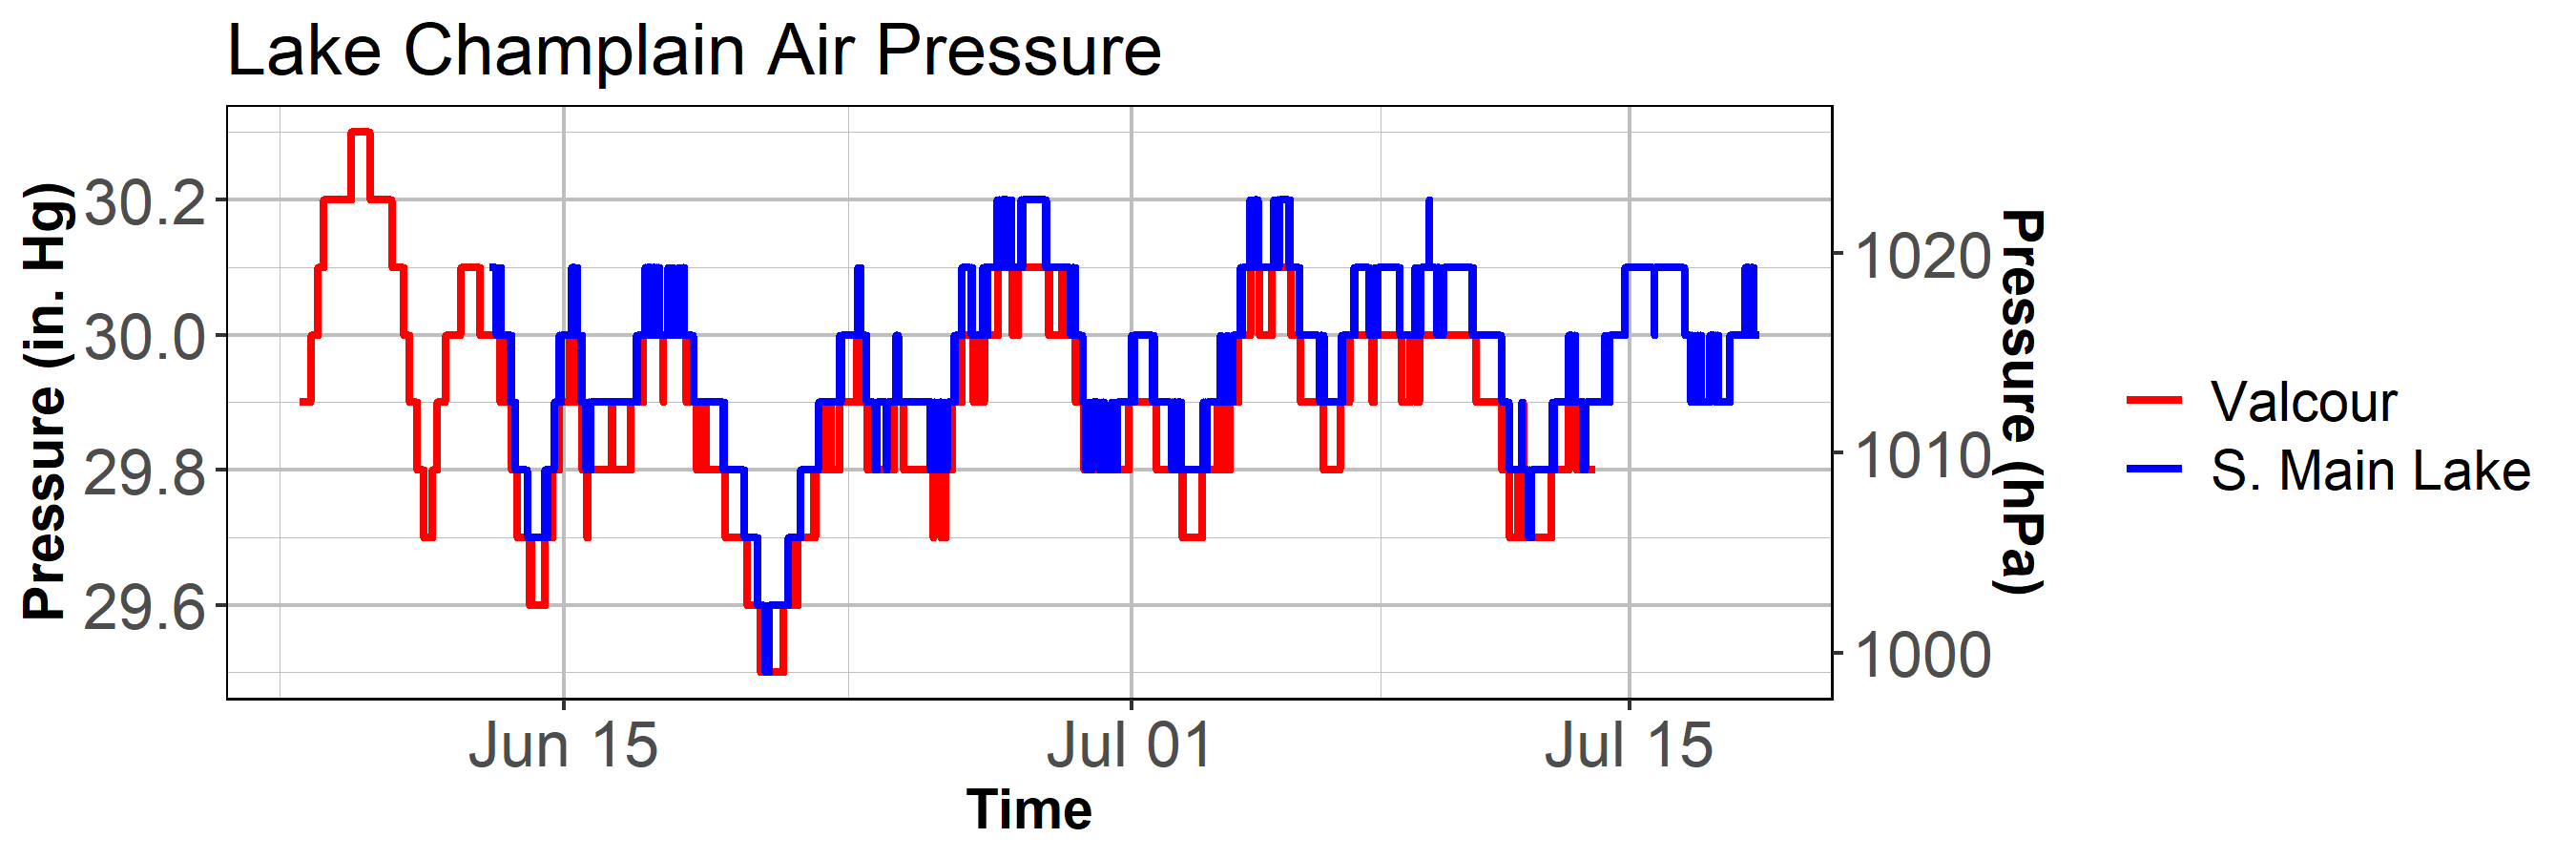 Lake Champlain Air Pressure
Pressure (in. Hg)
30.2
30.0
29.8
29.6
1020
1010
1000
Pressure (hPa)
Jun 15
Jul 01
Jul 15
Time
Valcour
S. Main Lake